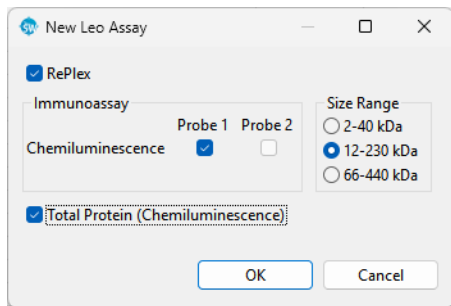 SW New Leo Assay
RePlex
Immunoassay
Probe 1 Probe 2
Chemiluminescence
Size Range
2-40 kDa
12-230 kDa
66-440 kDa
Total Protein (Chemiluminescence)
OK Cancel